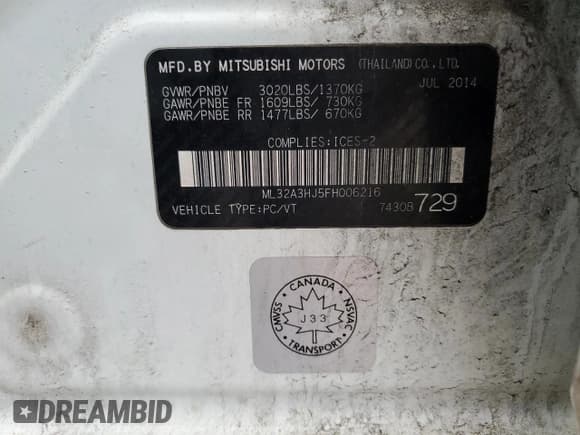 MFD.BY MITSUBISHI MOTORS (THAILAND)CO.,LTD.
GVWR/PNBV 3020LBS/1370KG JUL 2014
GAWR/PNBE FR 1609LBS/ 730KG
GAWR/PNBE RR 1477LBS/ 670KG
COMPLIES:ICES-2
ML32A3HJ5FH006216
VEHICLE TYPE:PC/VT 74308 729
CANADA
CMVSS J33 NSVAC
TRANSPORT
DREAMBID